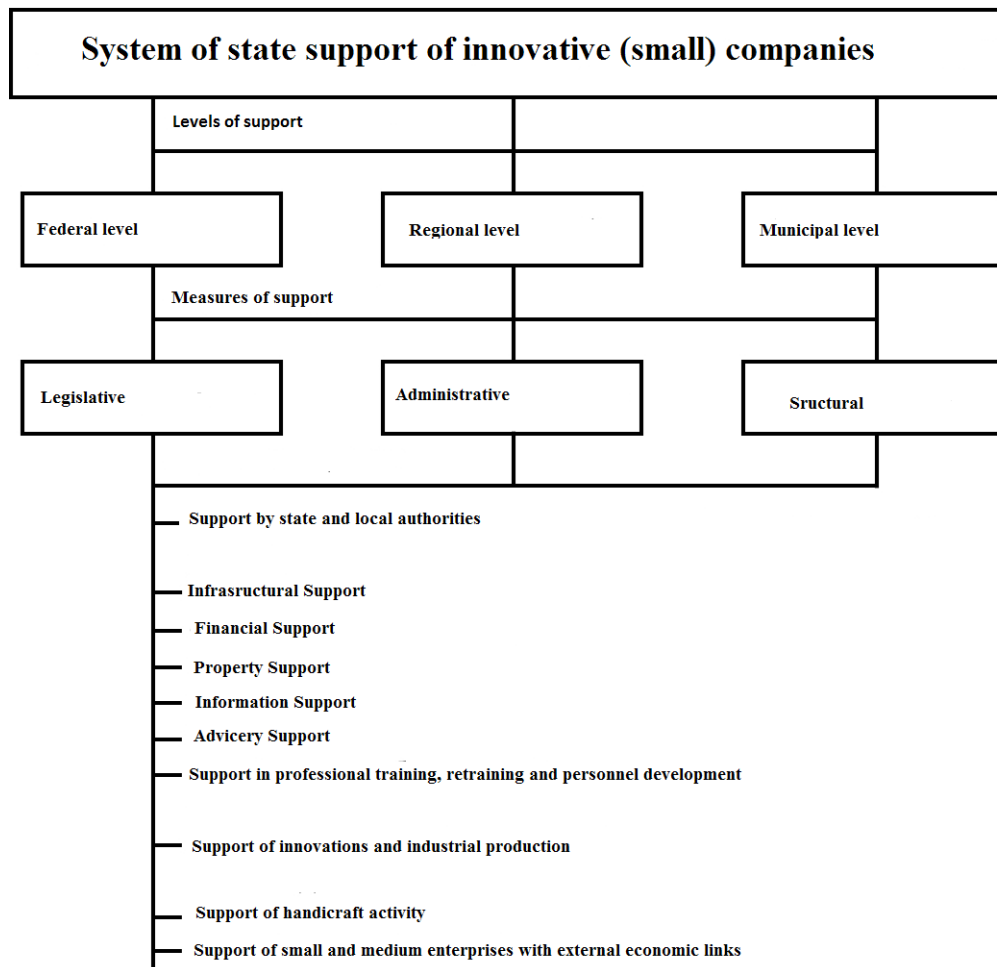 System of state support of innovative (small) companies
Levels of support
Federal level
Regional level
Municipal level
Measures of support
Legislative
Administrative
Sructural
Support by state and local authorities
Infrasructural Support
Financial Support
Property Support
Information Support
Advicery Support
Support in professional training, retraining and personnel development
Support of innovations and industrial production
Support of handicraft activity
Support of small and medium enterprises with external economic links